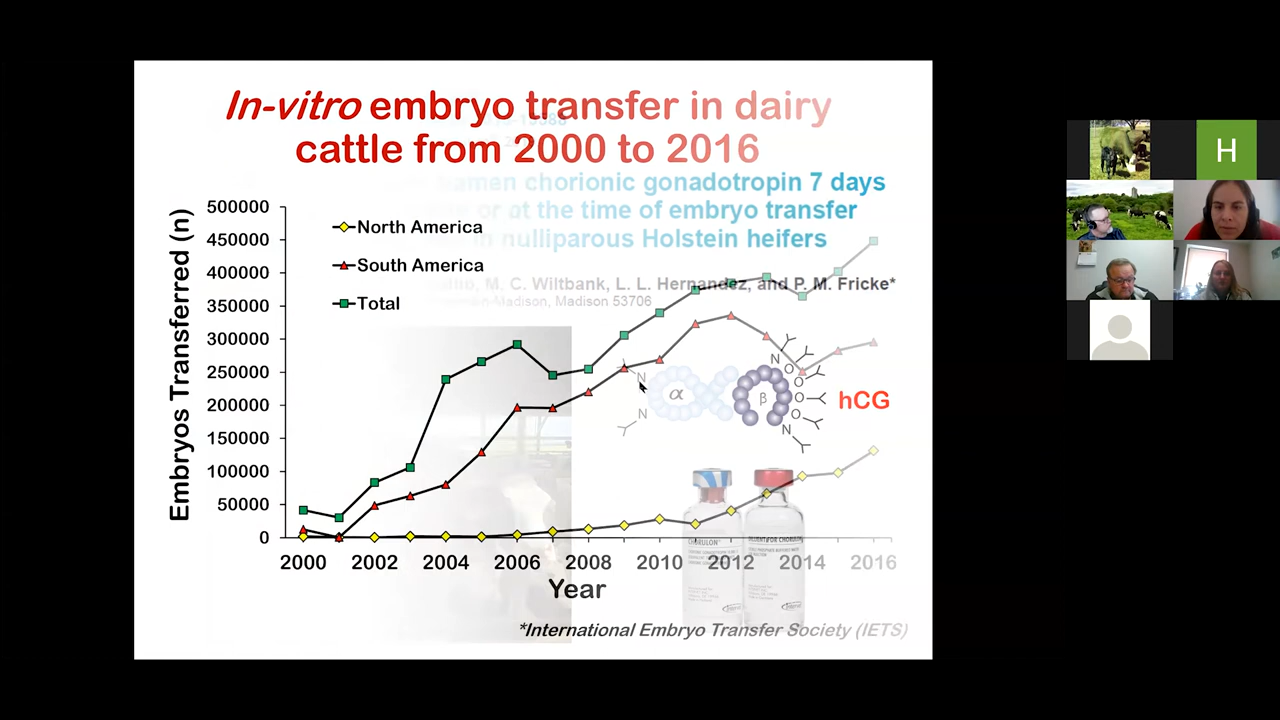 In-vitro embryo transfer in dairy
cattle from 2000 to 2016
chorionic gonadotropin 7 days
or at the time of embryo transfer
in nulliparous Holstein heifers
M. C. Wiltbank, L. L. Hernandez, and P. M. Fricke*
Madison, Madison 53706
Embryos Transferred (n)
500000
450000
400000
350000
300000
250000
200000
150000
100000
50000
0
North America
South America
Total
N
N
α
β
N
O
O
O
O
N
hCG
CHORULON
2000 2002 2004 2006 2008 2010 2012 2014 2016
Year
*International Embryo Transfer Society (IETS)
H